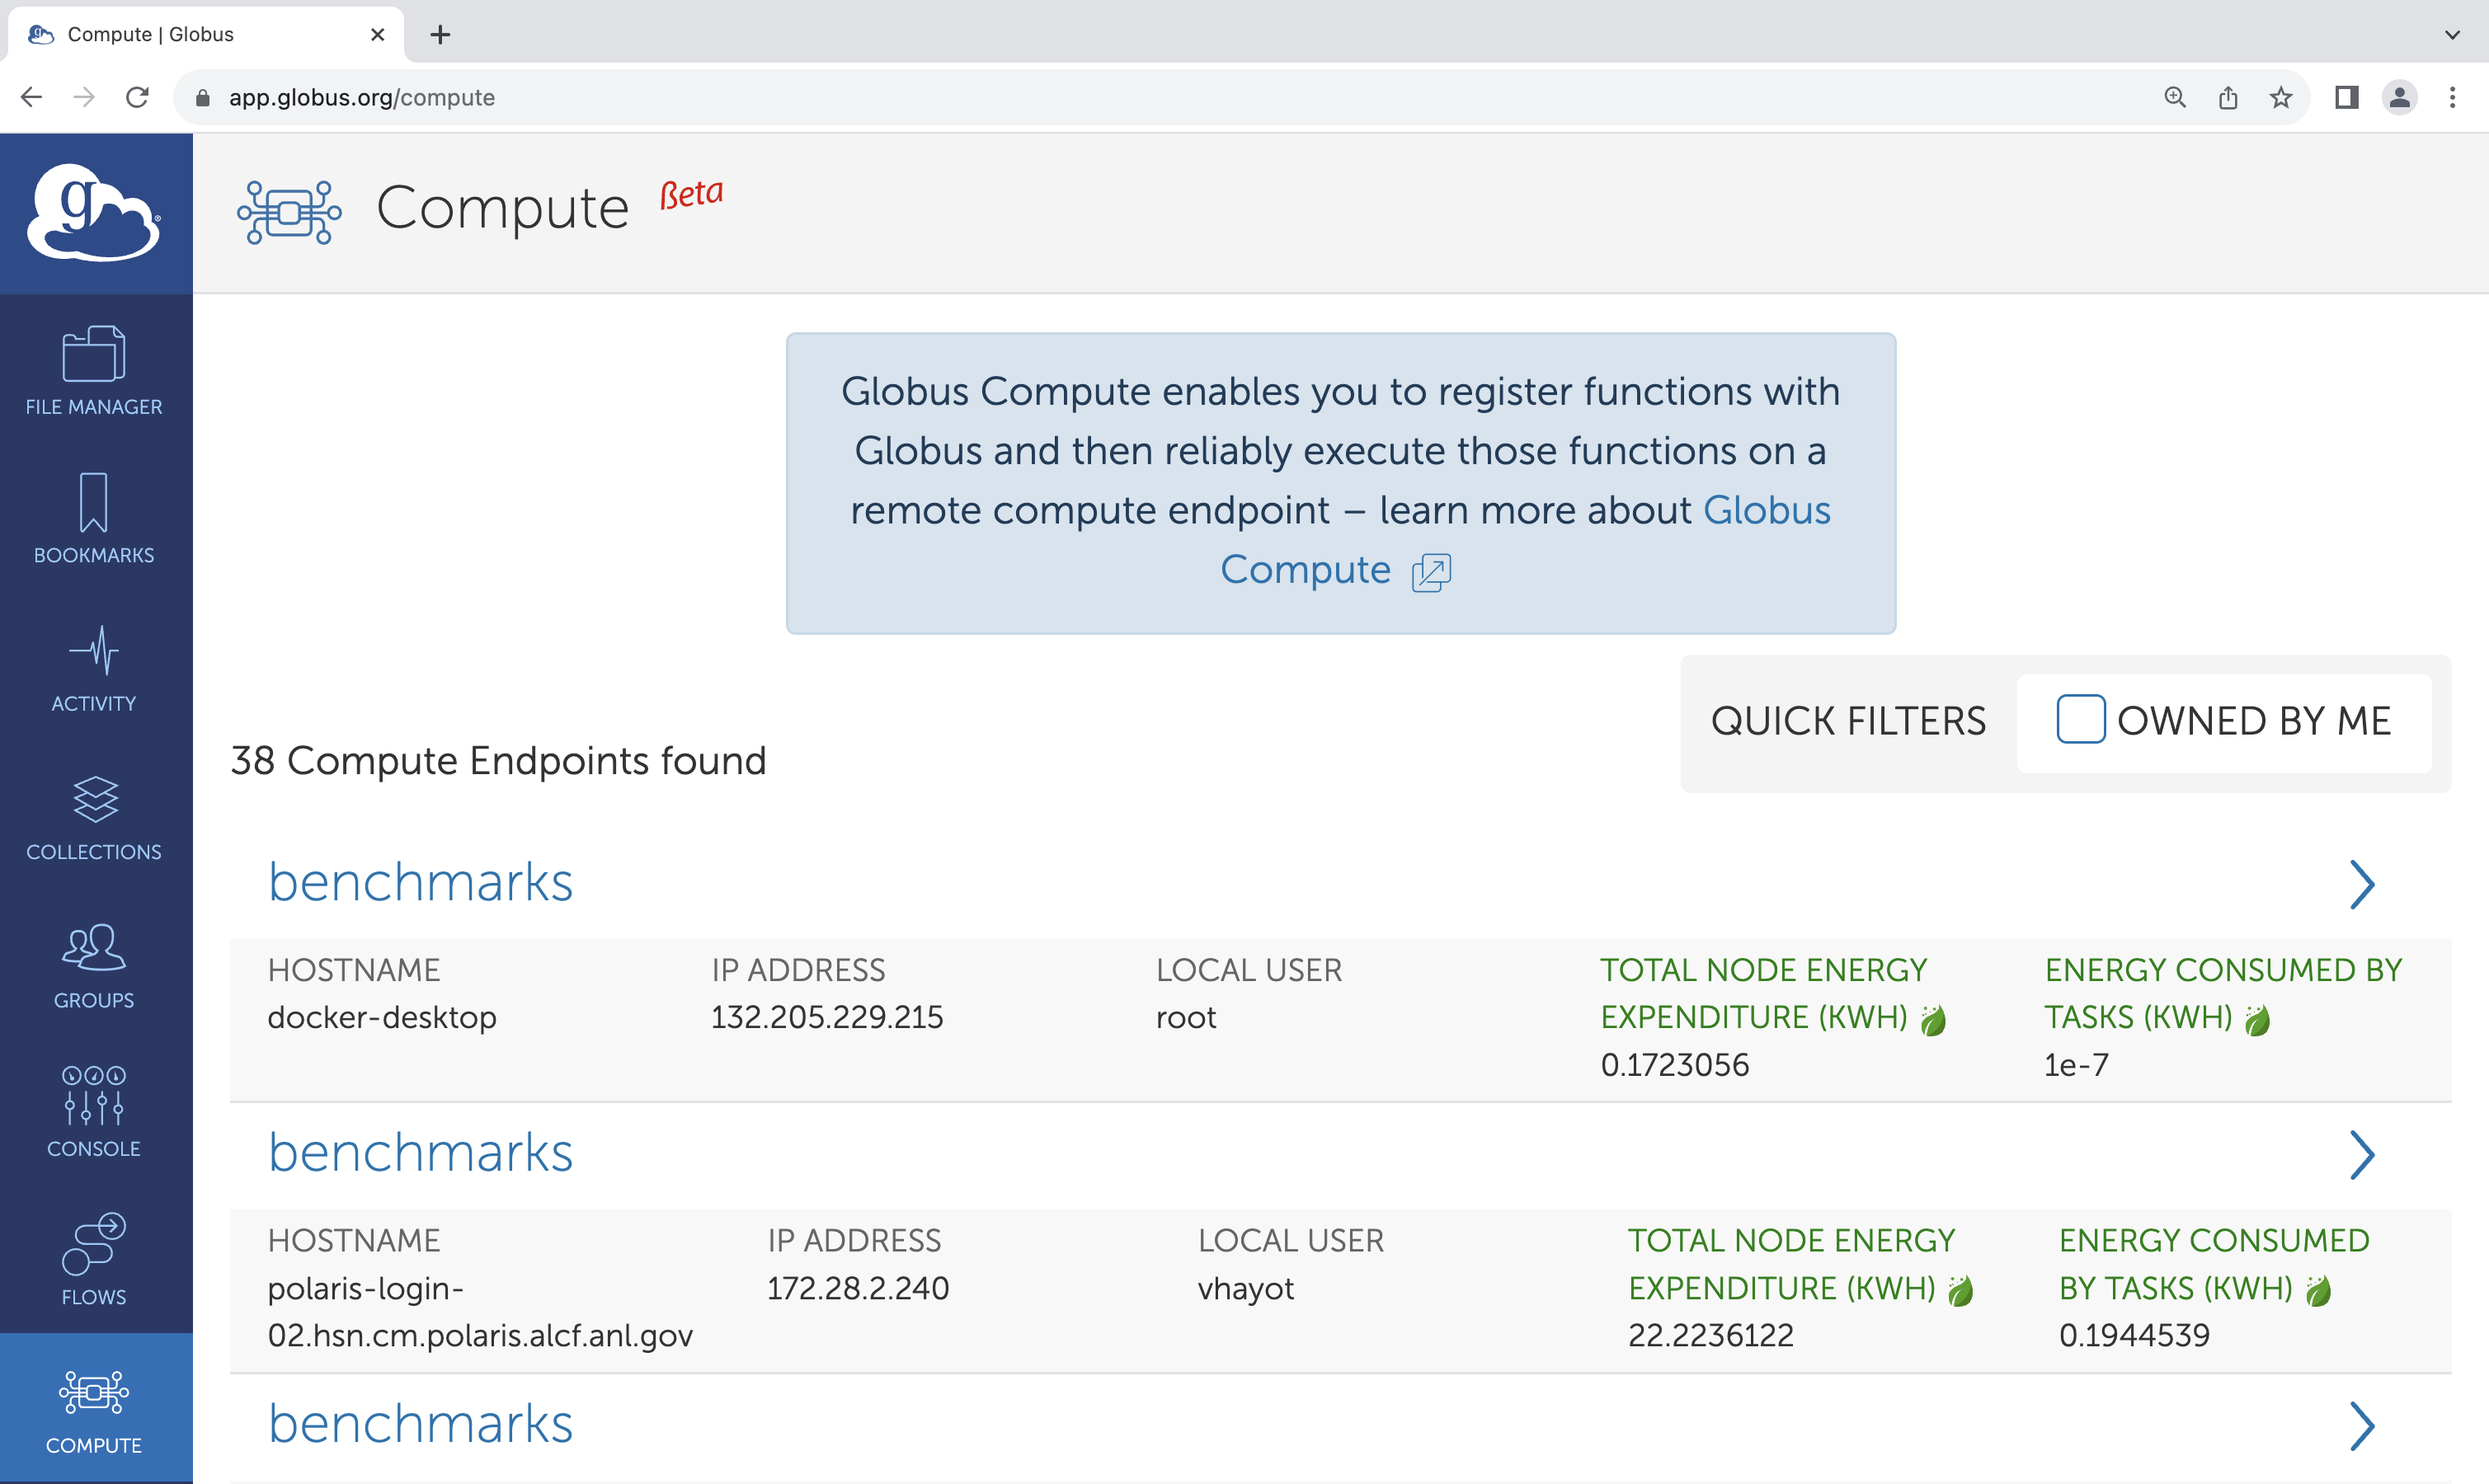 Compute | Globus
app.globus.org/compute
g
Compute ßeta
FILE MANAGER
BOOKMARKS
ACTIVITY
COLLECTIONS
GROUPS
CONSOLE
FLOWS
COMPUTE
Globus Compute enables you to register functions with
Globus and then reliably execute those functions on a
remote compute endpoint – learn more about Globus
Compute
QUICK FILTERS OWNED BY ME
38 Compute Endpoints found
benchmarks
HOSTNAME
docker-desktop
IP ADDRESS
132.205.229.215
LOCAL USER
root
TOTAL NODE ENERGY
EXPENDITURE (KWH)
0.1723056
ENERGY CONSUMED BY
TASKS (KWH)
1e-7
benchmarks
HOSTNAME
polaris-login-
02.hsn.cm.polaris.alcf.anl.gov
IP ADDRESS
172.28.2.240
LOCAL USER
vhayot
TOTAL NODE ENERGY
EXPENDITURE (KWH)
22.2236122
ENERGY CONSUMED
BY TASKS (KWH)
0.1944539
benchmarks